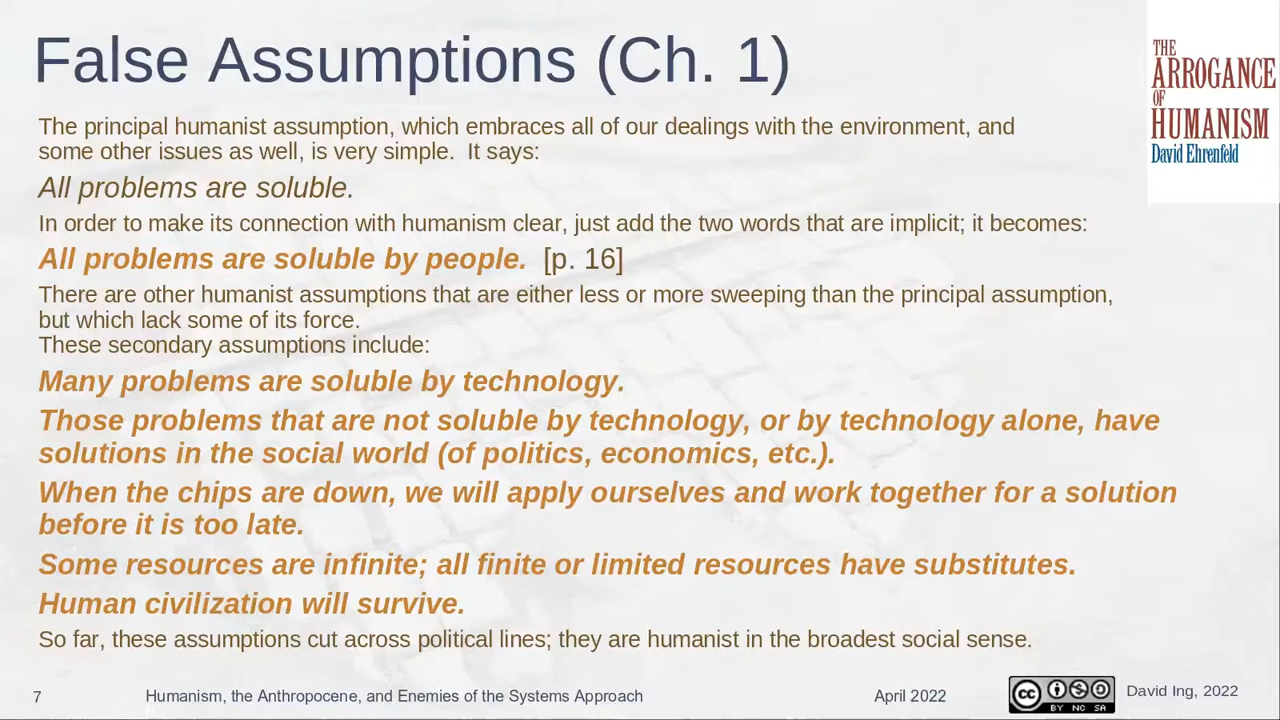 False Assumptions (Ch. 1)
THE
ARROGANCE
OF
HUMANISM
David Ehrenfeld
The principal humanist assumption, which embraces all of our dealings with the environment, and
some other issues as well, is very simple.  It says:
All problems are soluble.
In order to make its connection with humanism clear, just add the two words that are implicit; it becomes:
All problems are soluble by people.  [p. 16]
There are other humanist assumptions that are either less or more sweeping than the principal assumption,
but which lack some of its force.
These secondary assumptions include:
Many problems are soluble by technology.
Those problems that are not soluble by technology, or by technology alone, have
solutions in the social world (of politics, economics, etc.).
When the chips are down, we will apply ourselves and work together for a solution
before it is too late.
Some resources are infinite; all finite or limited resources have substitutes.
Human civilization will survive.
So far, these assumptions cut across political lines; they are humanist in the broadest social sense.
7
Humanism, the Anthropocene, and Enemies of the Systems Approach
April 2022
cc
BY NC SA
David Ing, 2022